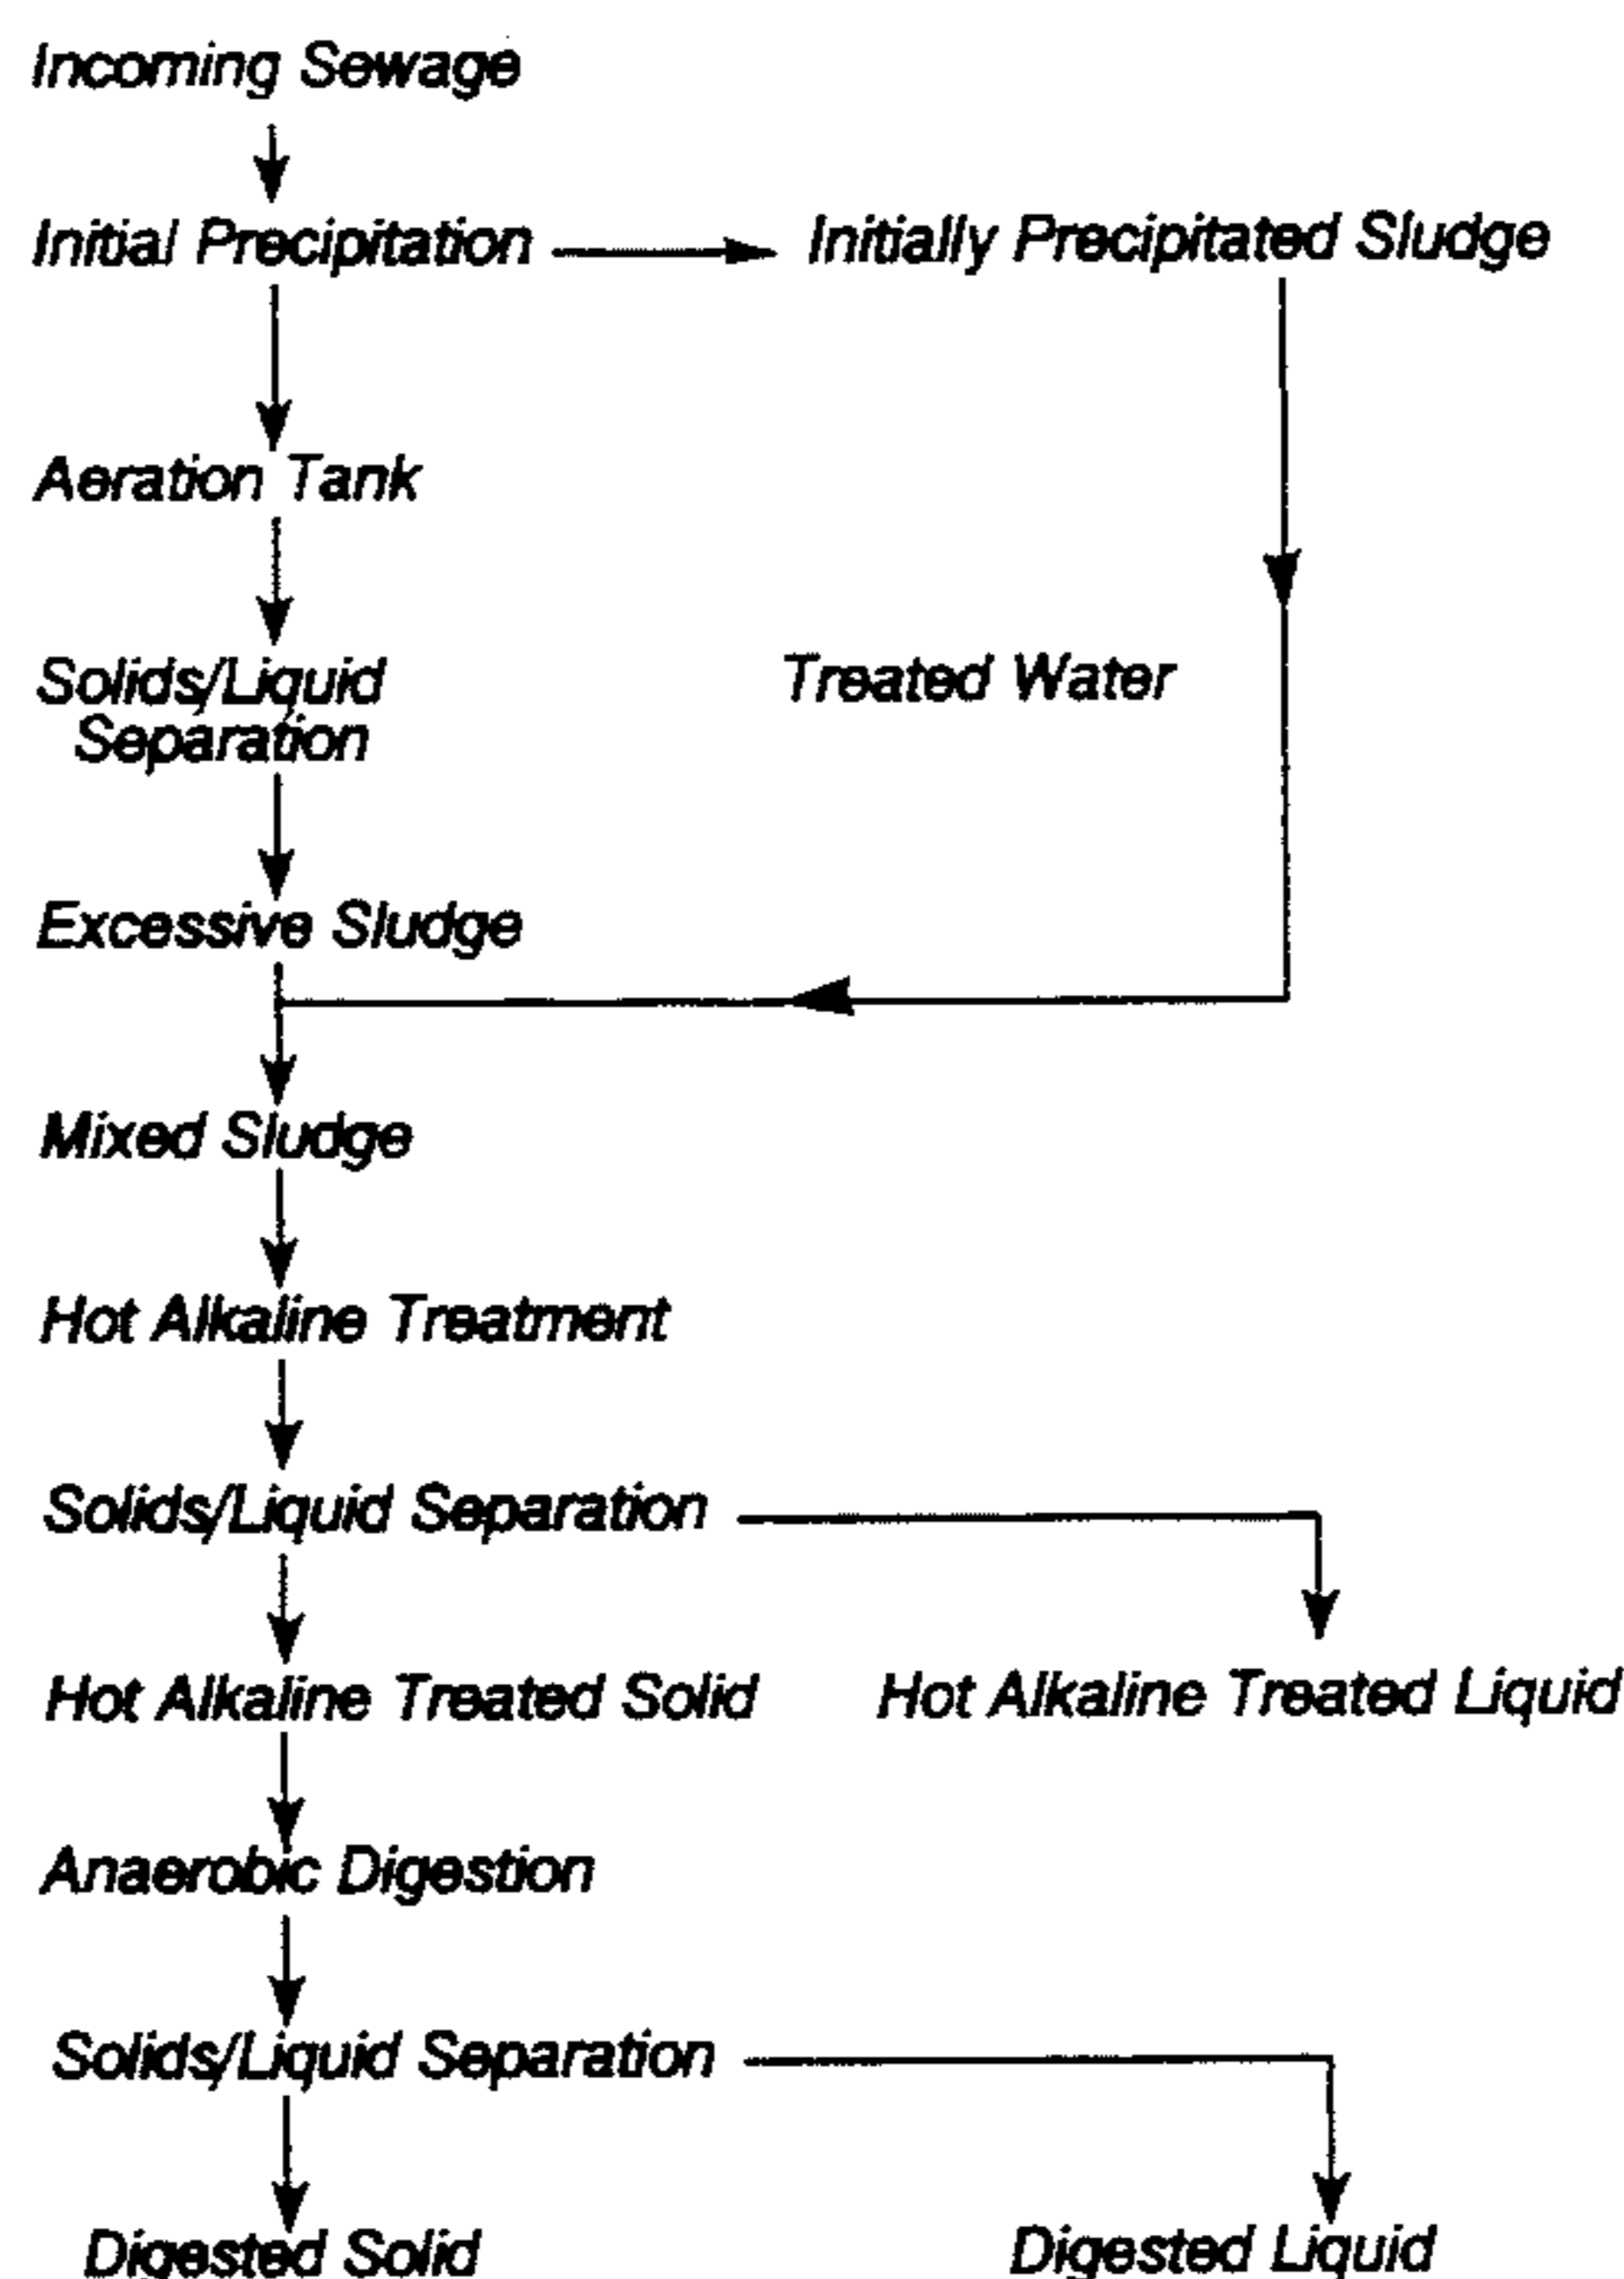 Incoming Sewage
Initial Precipitation
Initially Precipitated Sludge
Aeration Tank
Solids/Liquid
Separation
Treated Water
Excessive Sludge
Mixed Sludge
Hot Alkaline Treatment
Solids/Liquid Separation
Hot Alkaline Treated Solid
Hot Alkaline Treated Liquid
Anaerobic Digestion
Solids/Liquid Separation
Digested Solid
Digested Liquid